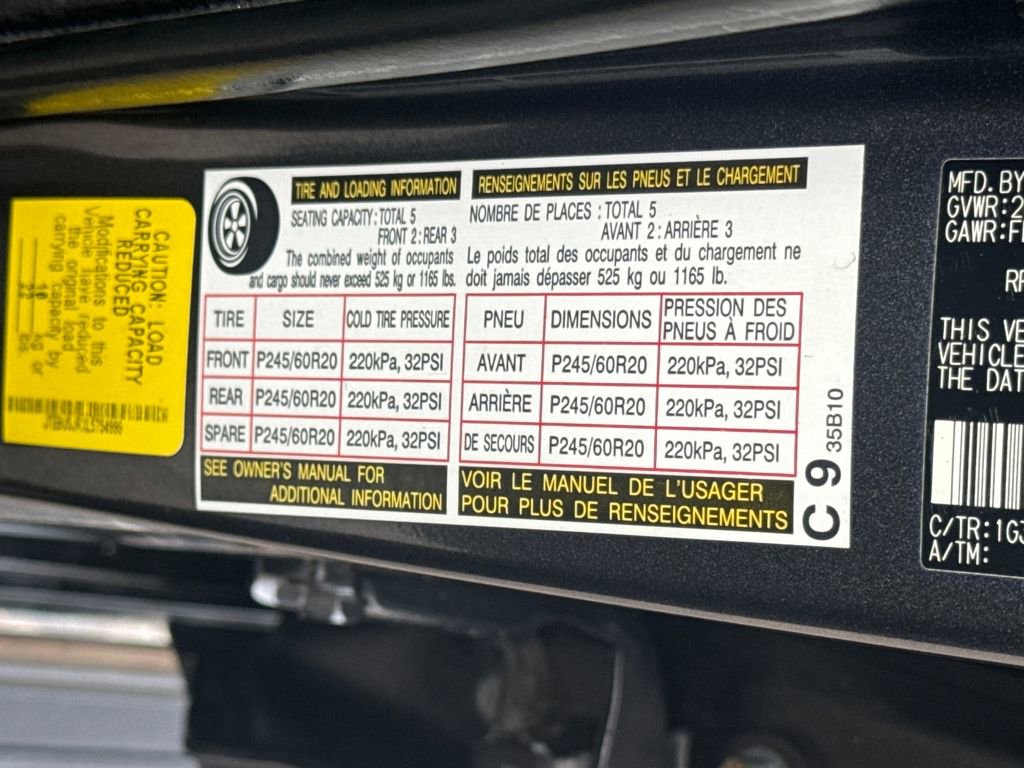 CAUTION: LOAD
CARRYING CAPACITY
REDUCED
Modifications to this
Vehicle have reduced
the original load
carrying capacity by
kg or
lbs
TIRE AND LOADING INFORMATION
SEATING CAPACITY: TOTAL 5
FRONT 2: REAR 3
The combined weight of occupants
and cargo should never exceed 525 kg or 1165 lbs.
RENSEIGNEMENTS SUR LES PNEUS ET LE CHARGEMENT
NOMBRE DE PLACES : TOTAL 5
AVANT 2 : ARRIÈRE 3
Le poids total des occupants et du chargement ne
doit jamais dépasser 525 kg ou 1165 lb.
TIRE SIZE COLD TIRE PRESSURE
FRONT P245/60R20 220kPa, 32PSI
REAR P245/60R20 220kPa, 32PSI
SPARE P245/60R20 220kPa, 32PSI
SEE OWNER'S MANUAL FOR
ADDITIONAL INFORMATION
PNEU DIMENSIONS PRESSION DES
PNEUS À FROID
AVANT P245/60R20 220kPa, 32PSI
ARRIÈRE P245/60R20 220kPa, 32PSI
DE SECOURS P245/60R20 220kPa, 32PSI
VOIR LE MANUEL DE L'USAGER
POUR PLUS DE RENSEIGNEMENTS
C 9 35B10
MFD. BY
GVWR: 2
GAWR: F
THIS VE
VEHICLE
THE DAT
C/TR: 1G
A/TM: